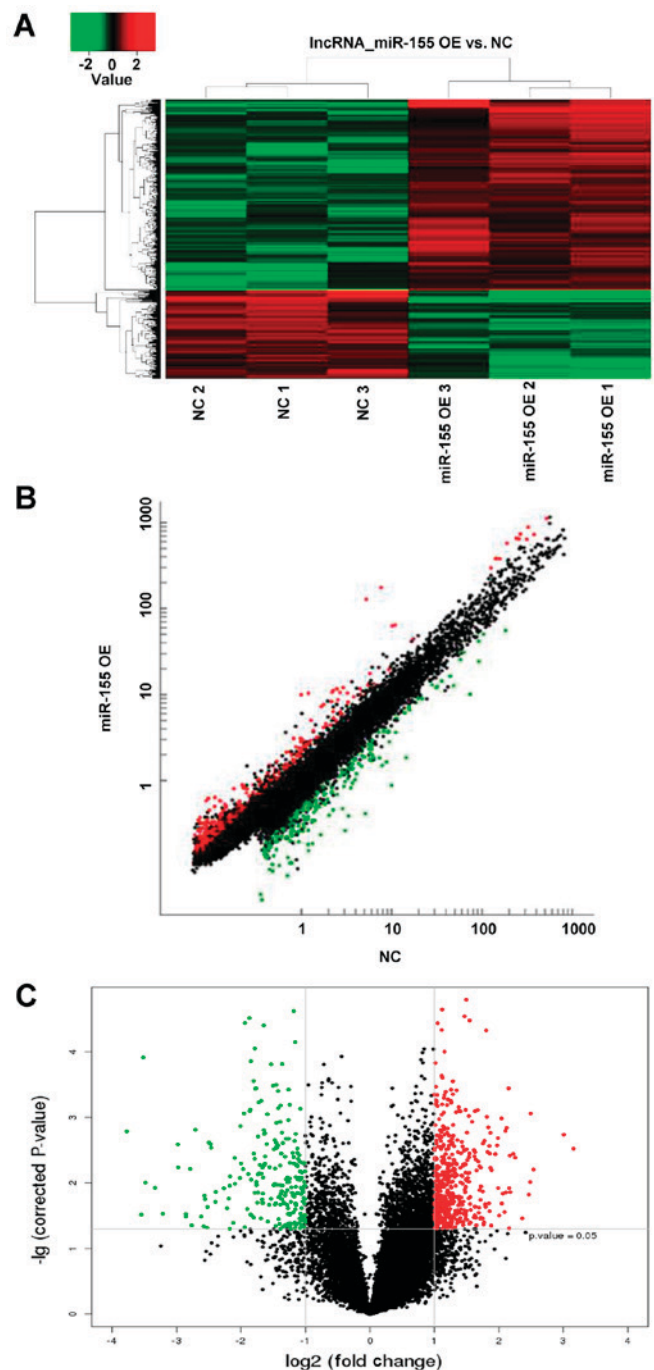 A
-2 0 2
Value
lncRNA_miR-155 OE vs. NC
NC 2
NC 1
NC 3
miR-155 OE 3
miR-155 OE 2
miR-155 OE 1
B
1000
100
10
1
miR-155 OE
1 10 100 1000
NC
C
4
3
2
1
0
-lg (corrected P-value)
p.value = 0.05
-4 -3 -2 -1 0 1 2 3 4
log2 (fold change)